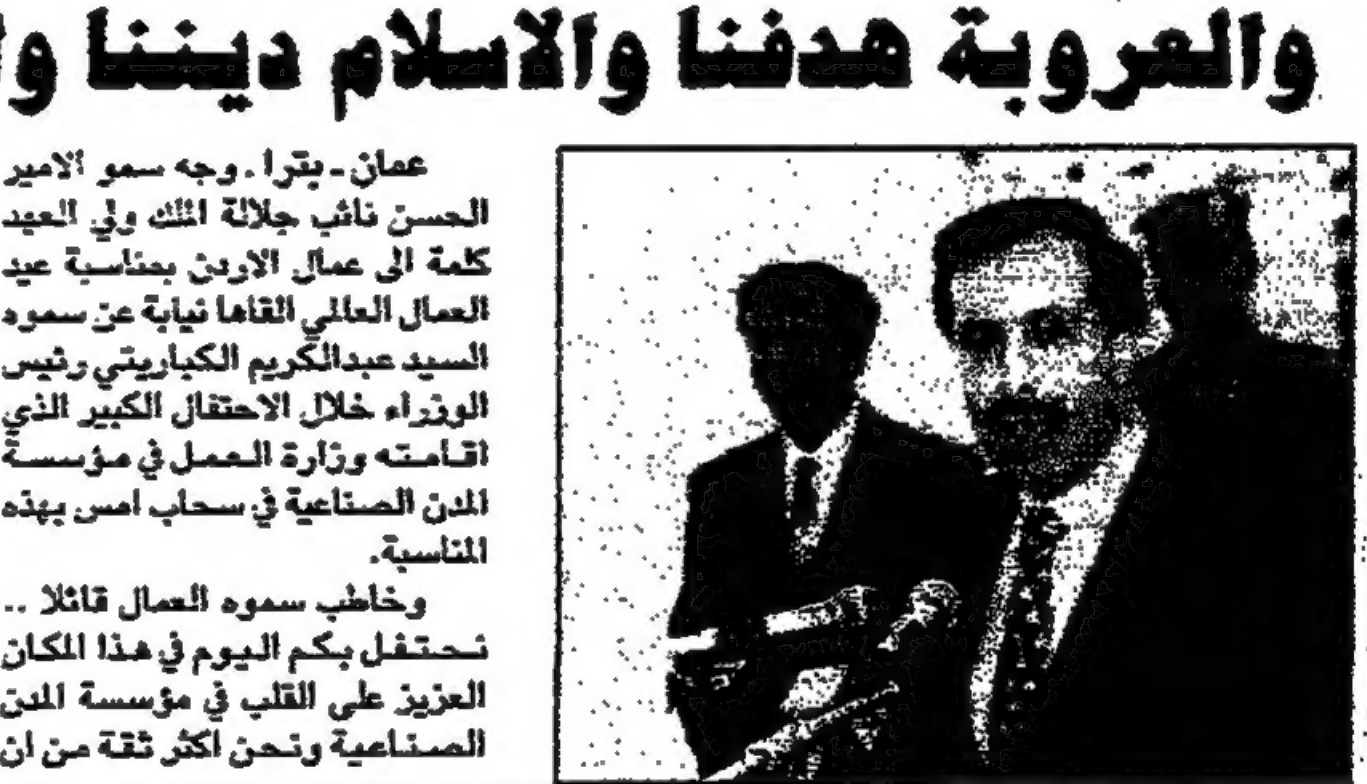 والعروبة هدفنا والاسلام ديننا
عمان ـ بترا . وجه سمو الامير
الحسن نائب جلالة الملك ولي العهد
كلمة الى عمال الاردن بمناسبة عيد
العمال العالمي القاها نيابة عن سموه
السيد عبدالكريم الكباريتي رئيس
الوزراء خلال الاحتفال الكبير الذي
اقامته وزارة العمل في مؤسسة
المدن الصناعية في سحاب امس بهذه
المناسبة.
وخاطب سموه العمال قائلا ..
نحتفل بكم اليوم في هذا المكان
العزيز على القلب في مؤسسة المدن
الصناعية ونحن اكثر ثقة من ان